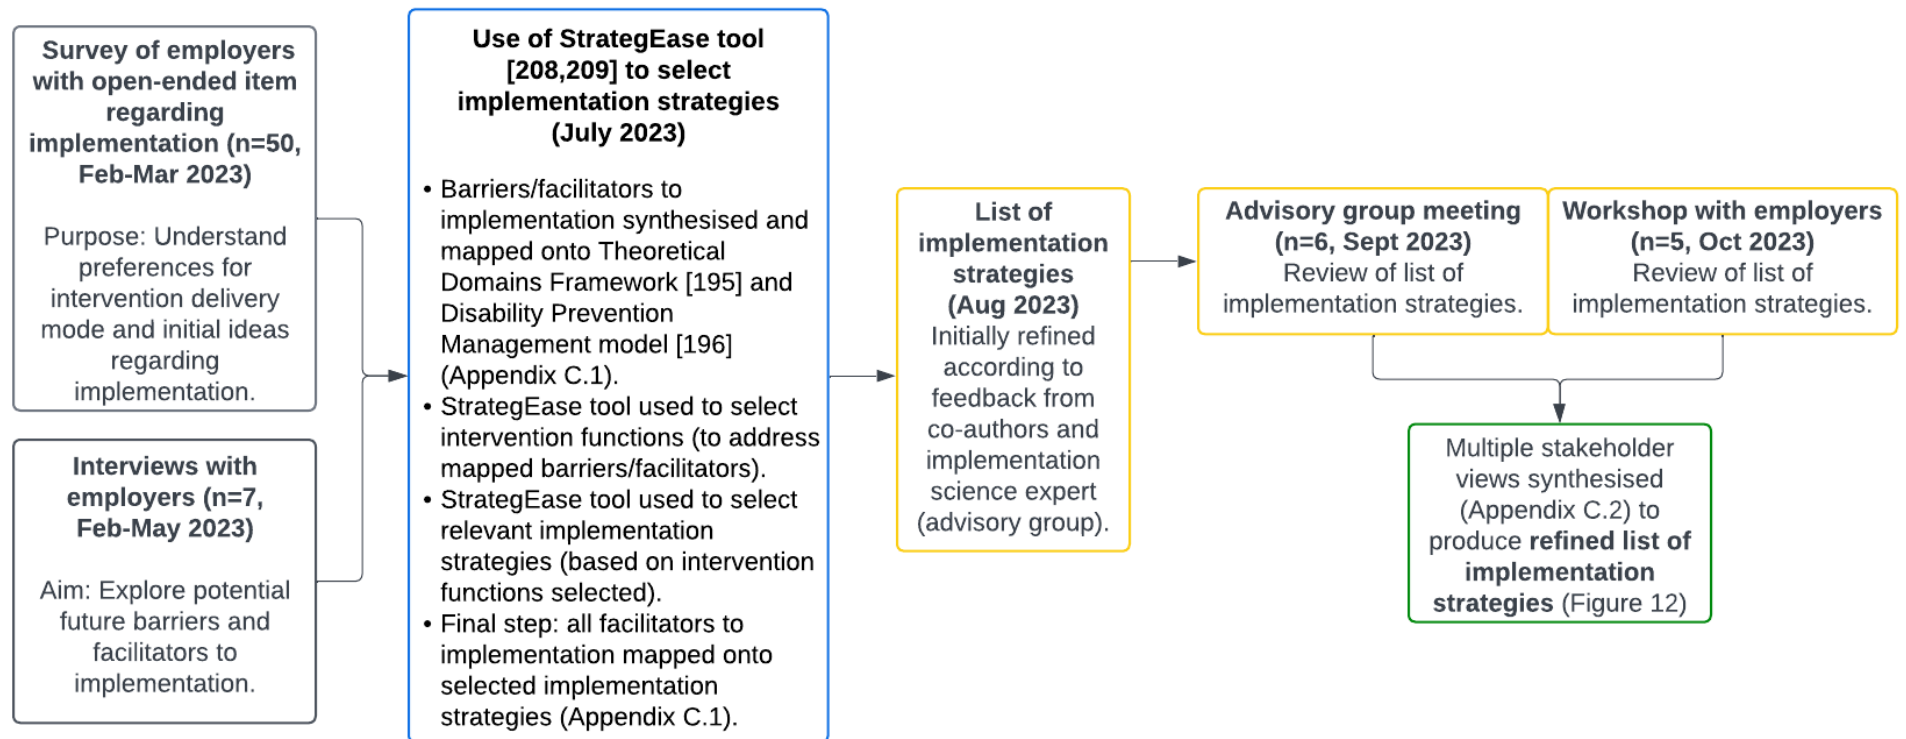 Survey of employers
with open-ended item
regarding
implementation (n=50,
Feb-Mar 2023)
Purpose: Understand
preferences for
intervention delivery
mode and initial ideas
regarding
implementation.
Interviews with
employers (n=7,
Feb-May 2023)
Aim: Explore potential
future barriers and
facilitators to
implementation.
Use of StrategEase tool
[208,209] to select
implementation strategies
(July 2023)
• Barriers/facilitators to
implementation synthesised and
mapped onto Theoretical
Domains Framework [195] and
Disability Prevention
Management model [196]
(Appendix C.1).
• StrategEase tool used to select
intervention functions (to address
mapped barriers/facilitators).
• StrategEase tool used to select
relevant implementation
strategies (based on intervention
functions selected).
• Final step: all facilitators to
implementation mapped onto
selected implementation
strategies (Appendix C.1).
List of
implementation
strategies
(Aug 2023)
Initially refined
according to
feedback from
co-authors and
implementation
science expert
(advisory group).
Advisory group meeting
(n=6, Sept 2023)
Review of list of
implementation strategies.
Workshop with employers
(n=5, Oct 2023)
Review of list of
implementation strategies.
Multiple stakeholder
views synthesised
(Appendix C.2) to
produce refined list of
implementation
strategies (Figure 12)